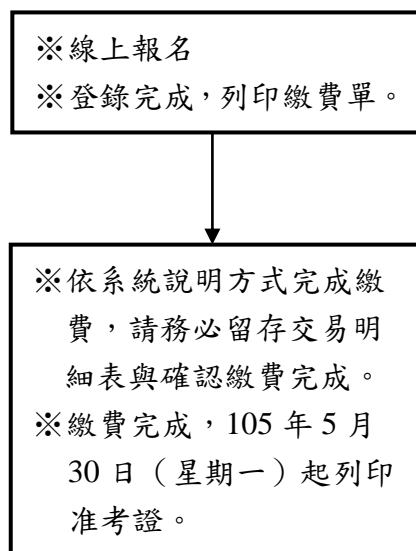 ※線上報名
※登錄完成，列印繳費單。
※依系統說明方式完成繳
費，請務必留存交易明
細表與確認繳費完成。
※繳費完成，105 年 5 月
30 日（星期一）起列印
准考證。